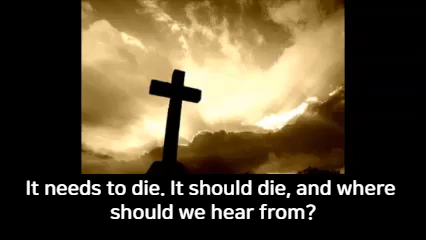 It needs to die. It should die, and where
should we hear from?